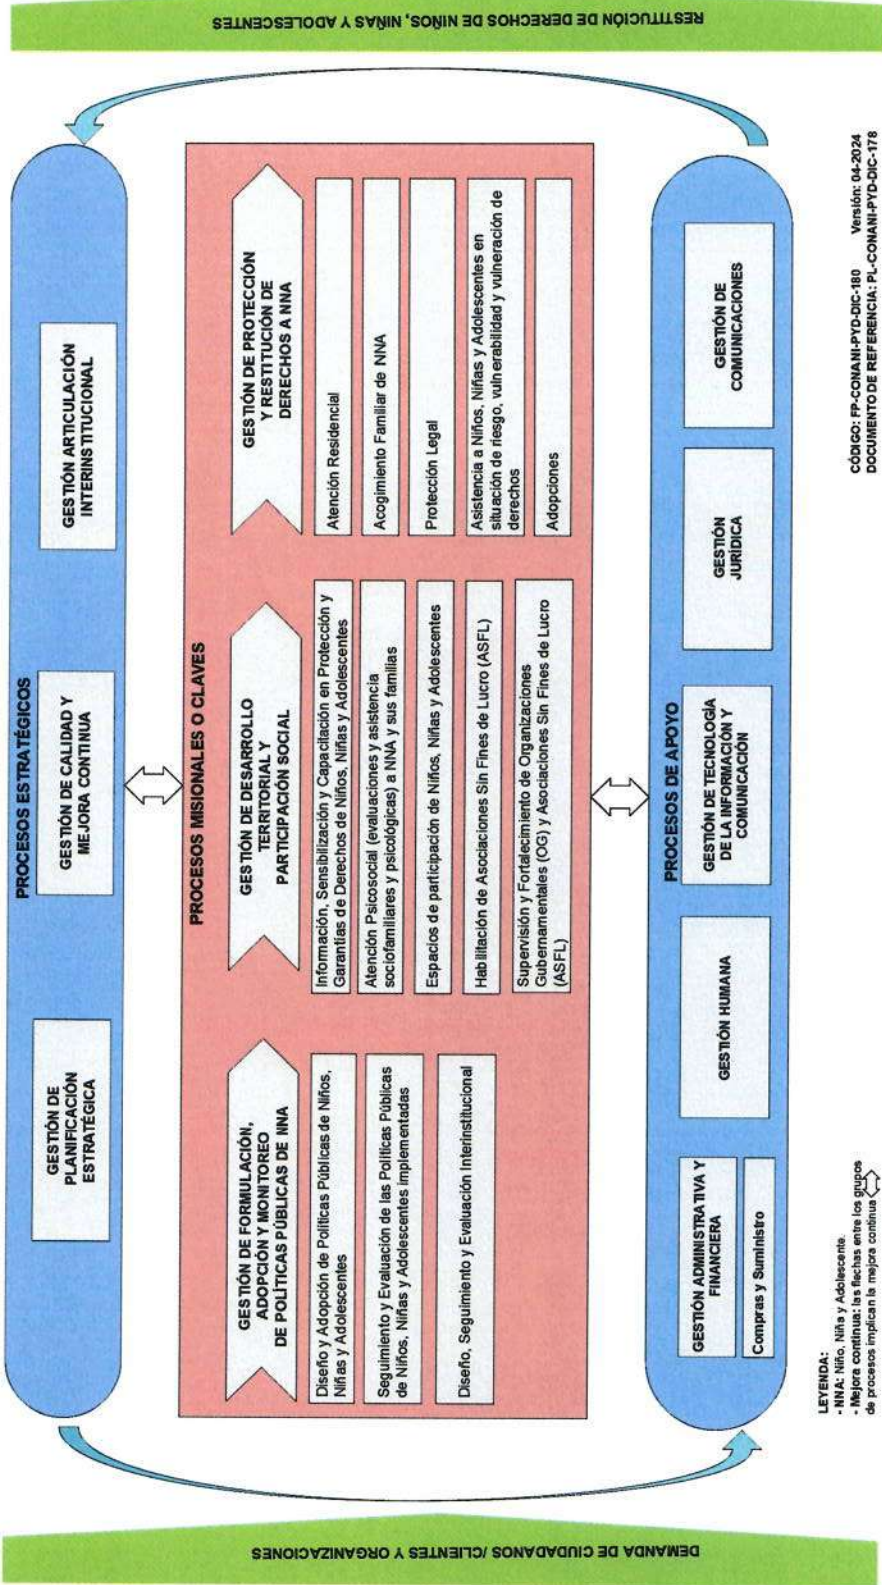 DEMANDA DE CIUDADANOS /CLIENTES Y ORGANIZACIONES
PROCESOS ESTRATÉGICOS
GESTIÓN DE
PLANIFICACIÓN
ESTRATÉGICA
GESTIÓN DE CALIDAD Y
MEJORA CONTINUA
GESTIÓN ARTICULACIÓN
INTERINSTITUCIONAL
PROCESOS MISIONALES O CLAVES
GESTIÓN DE FORMULACIÓN,
ADOPCIÓN Y MONITOREO
DE POLÍTICAS PÚBLICAS DE NNA
Diseño y Adopción de Políticas Públicas de Niños,
Niñas y Adolescentes
Seguimiento y Evaluación de las Políticas Públicas
de Niños, Niñas y Adolescentes implementadas
Diseño, Seguimiento y Evaluación Interinstitucional
GESTIÓN DE DESARROLLO
TERRITORIAL Y
PARTICIPACIÓN SOCIAL
Información, Sensibilización y Capacitación en Protección y
Garantías de Derechos de Niños, Niñas y Adolescentes
Atención Psicosocial (evaluaciones y asistencia
sociofamiliares y psicológicas) a NNA y sus familias
Espacios de participación de Niños, Niñas y Adolescentes
Habilitación de Asociaciones Sin Fines de Lucro (ASFL)
Supervisión y Fortalecimiento de Organizaciones
Gubernamentales (OG) y Asociaciones Sin Fines de Lucro
(ASFL)
GESTIÓN DE PROTECCIÓN
Y RESTITUCIÓN DE
DERECHOS A NNA
Atención Residencial
Acogimiento Familiar de NNA
Protección Legal
Asistencia a Niños, Niñas y Adolescentes en
situación de riesgo, vulnerabilidad y vulneración de
derechos
Adopciones
PROCESOS DE APOYO
GESTIÓN ADMINISTRATIVA Y
FINANCIERA
Compras y Suministro
GESTIÓN HUMANA
GESTIÓN DE TECNOLOGÍA
DE LA INFORMACIÓN Y
COMUNICACIÓN
GESTIÓN
JURÍDICA
GESTIÓN DE
COMUNICACIONES
RESTITUCIÓN DE DERECHOS DE NIÑOS, NIÑAS Y ADOLESCENTES
LEYENDA:
- NNA: Niño, Niña y Adolescente.
- Mejora continua: las flechas entre los grupos
de procesos implican la mejora continua
CÓDIGO: FP-CONANI-PYD-DIC-180 Versión: 04-2024
DOCUMENTO DE REFERENCIA: PL-CONANI-PYD-DIC-178